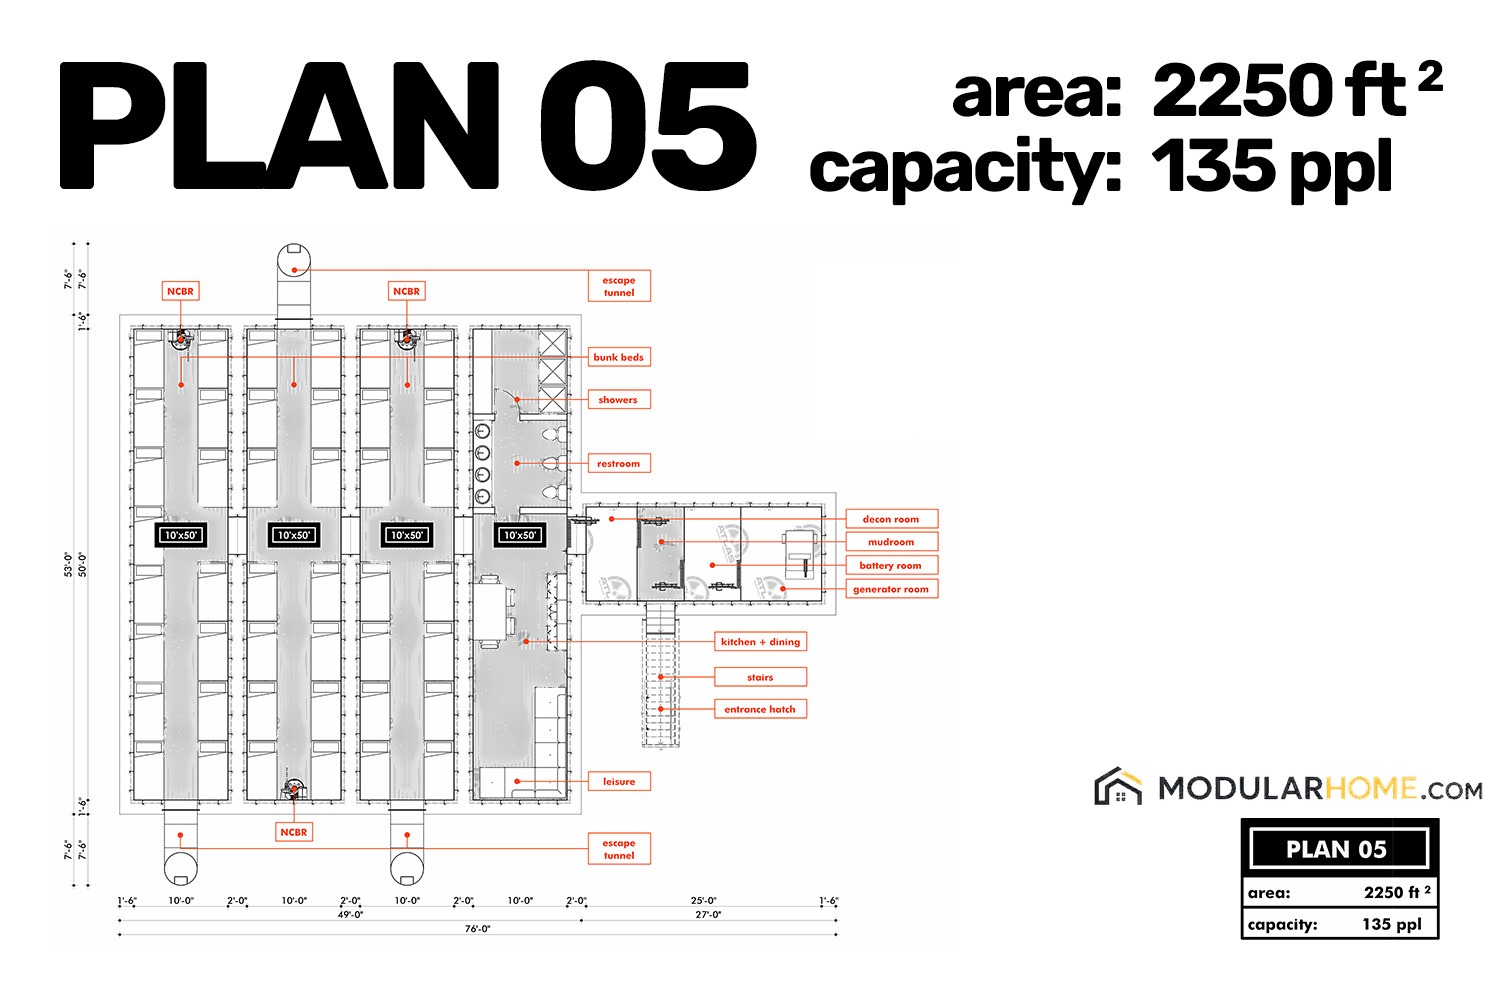 PLAN 05
area: 2250 ft²
capacity: 135 ppl
7'-6" 7'-6"
1'-6"
53'-0" 50'-0"
1'-6"
7'-6" 7'-6"
NCBR
NCBR
escape
tunnel
bunk beds
showers
restroom
10'x50'
10'x50'
10'x50'
10'x50'
ATLAS
decon room
mudroom
battery room
generator room
kitchen + dining
stairs
entrance hatch
leisure
NCBR
escape
tunnel
1'-6" 10'-0" 2'-0" 10'-0" 2'-0" 10'-0" 2'-0" 10'-0" 2'-0" 25'-0" 1'-6"
49'-0" 27'-0"
76'-0"
MODULARHOME.COM
PLAN 05
area: 2250 ft²
capacity: 135 ppl